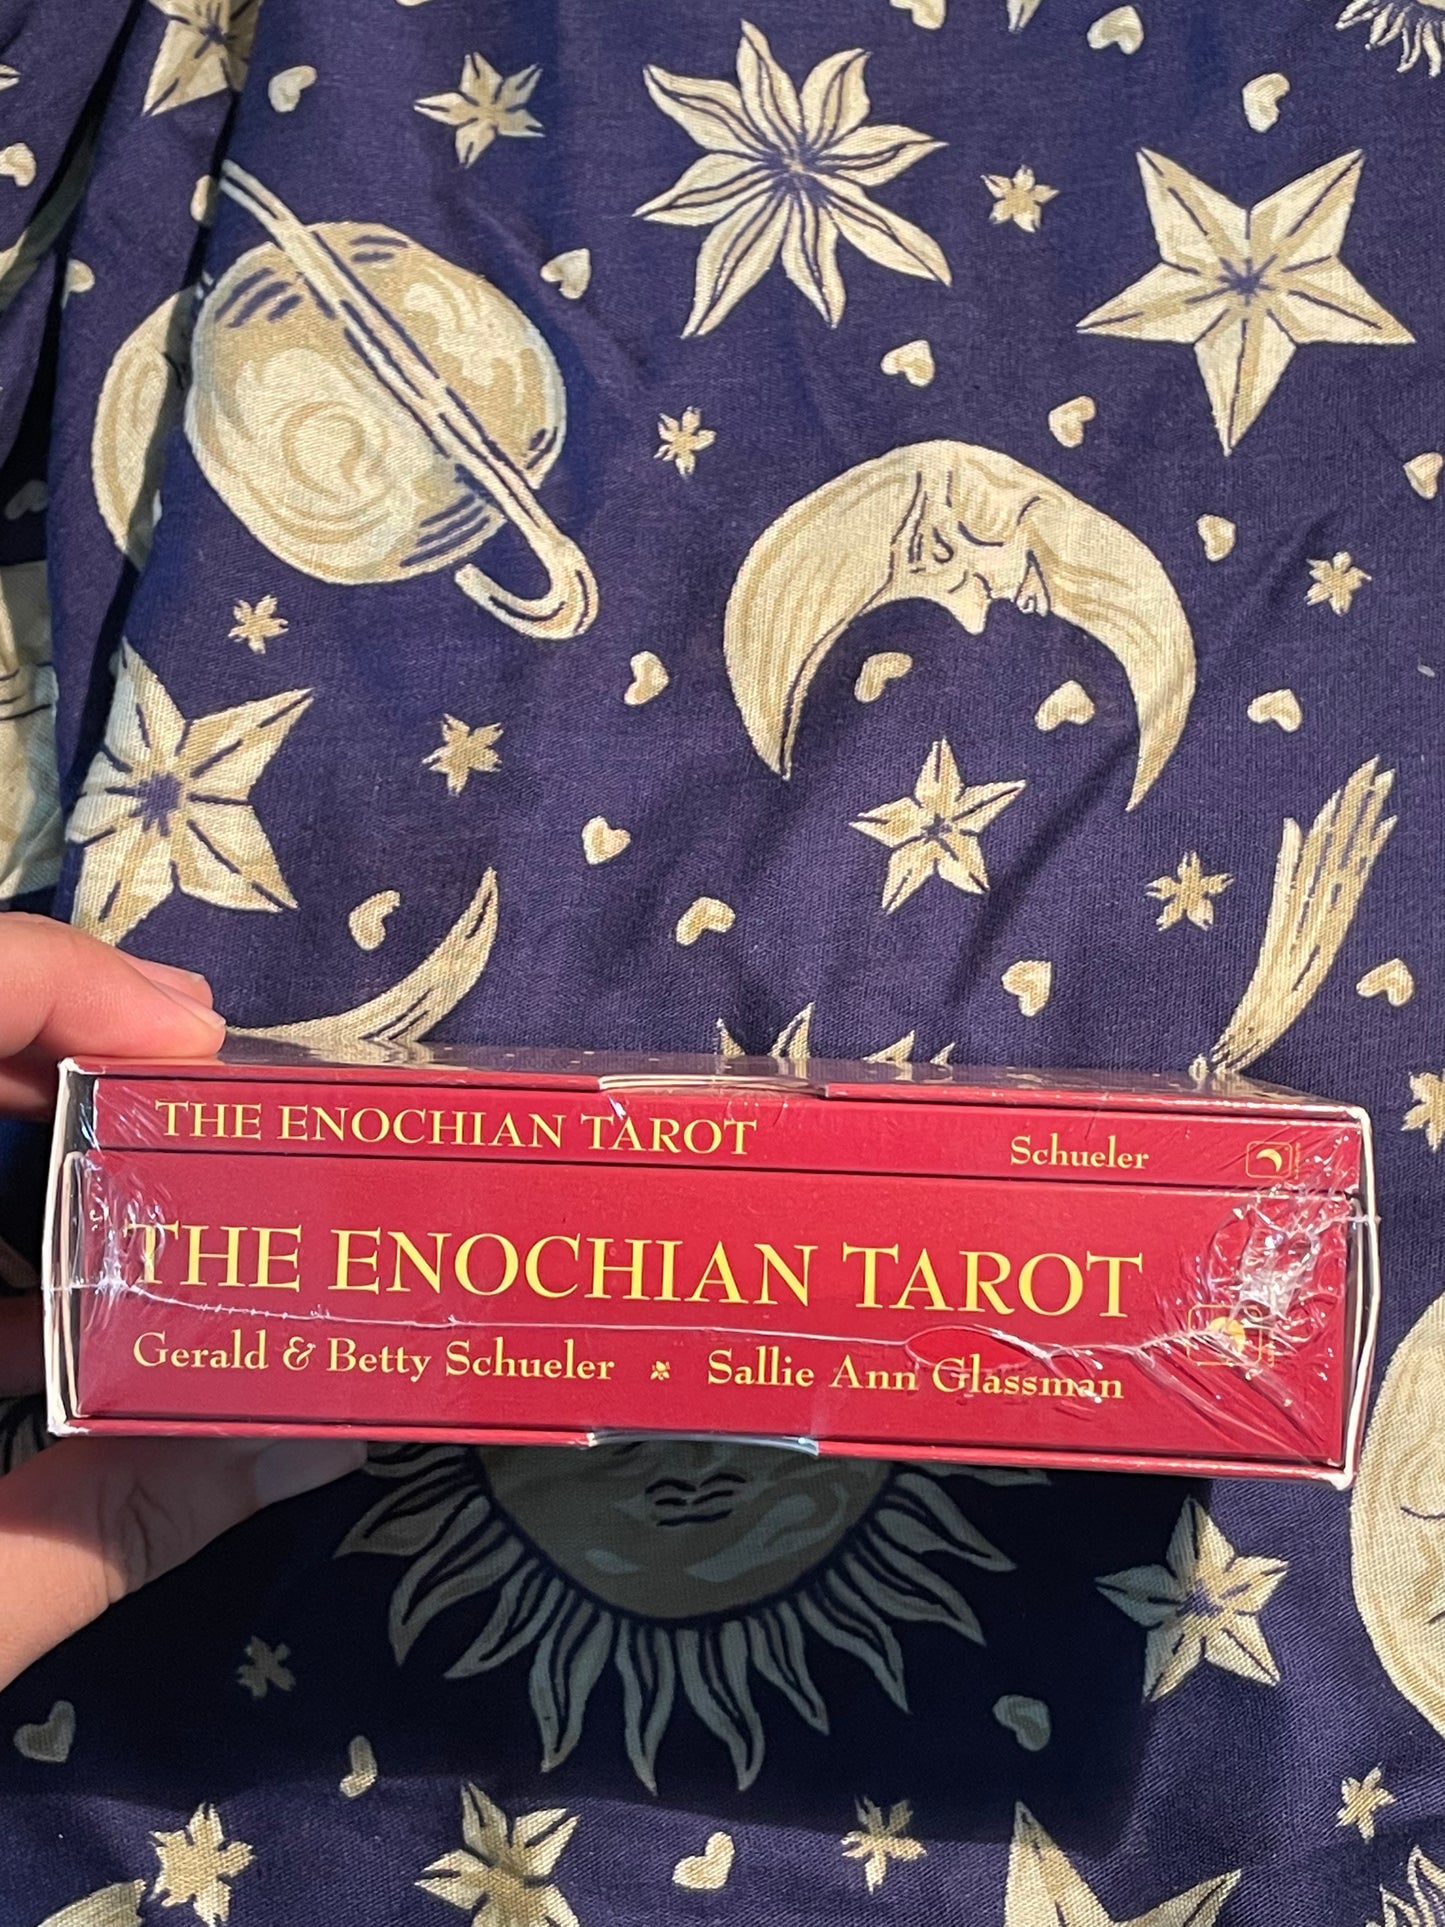 THE ENOCHIAN TAROT Schueler
THE ENOCHIAN TAROT
Gerald & Betty Schueler Sallie Ann Glassman